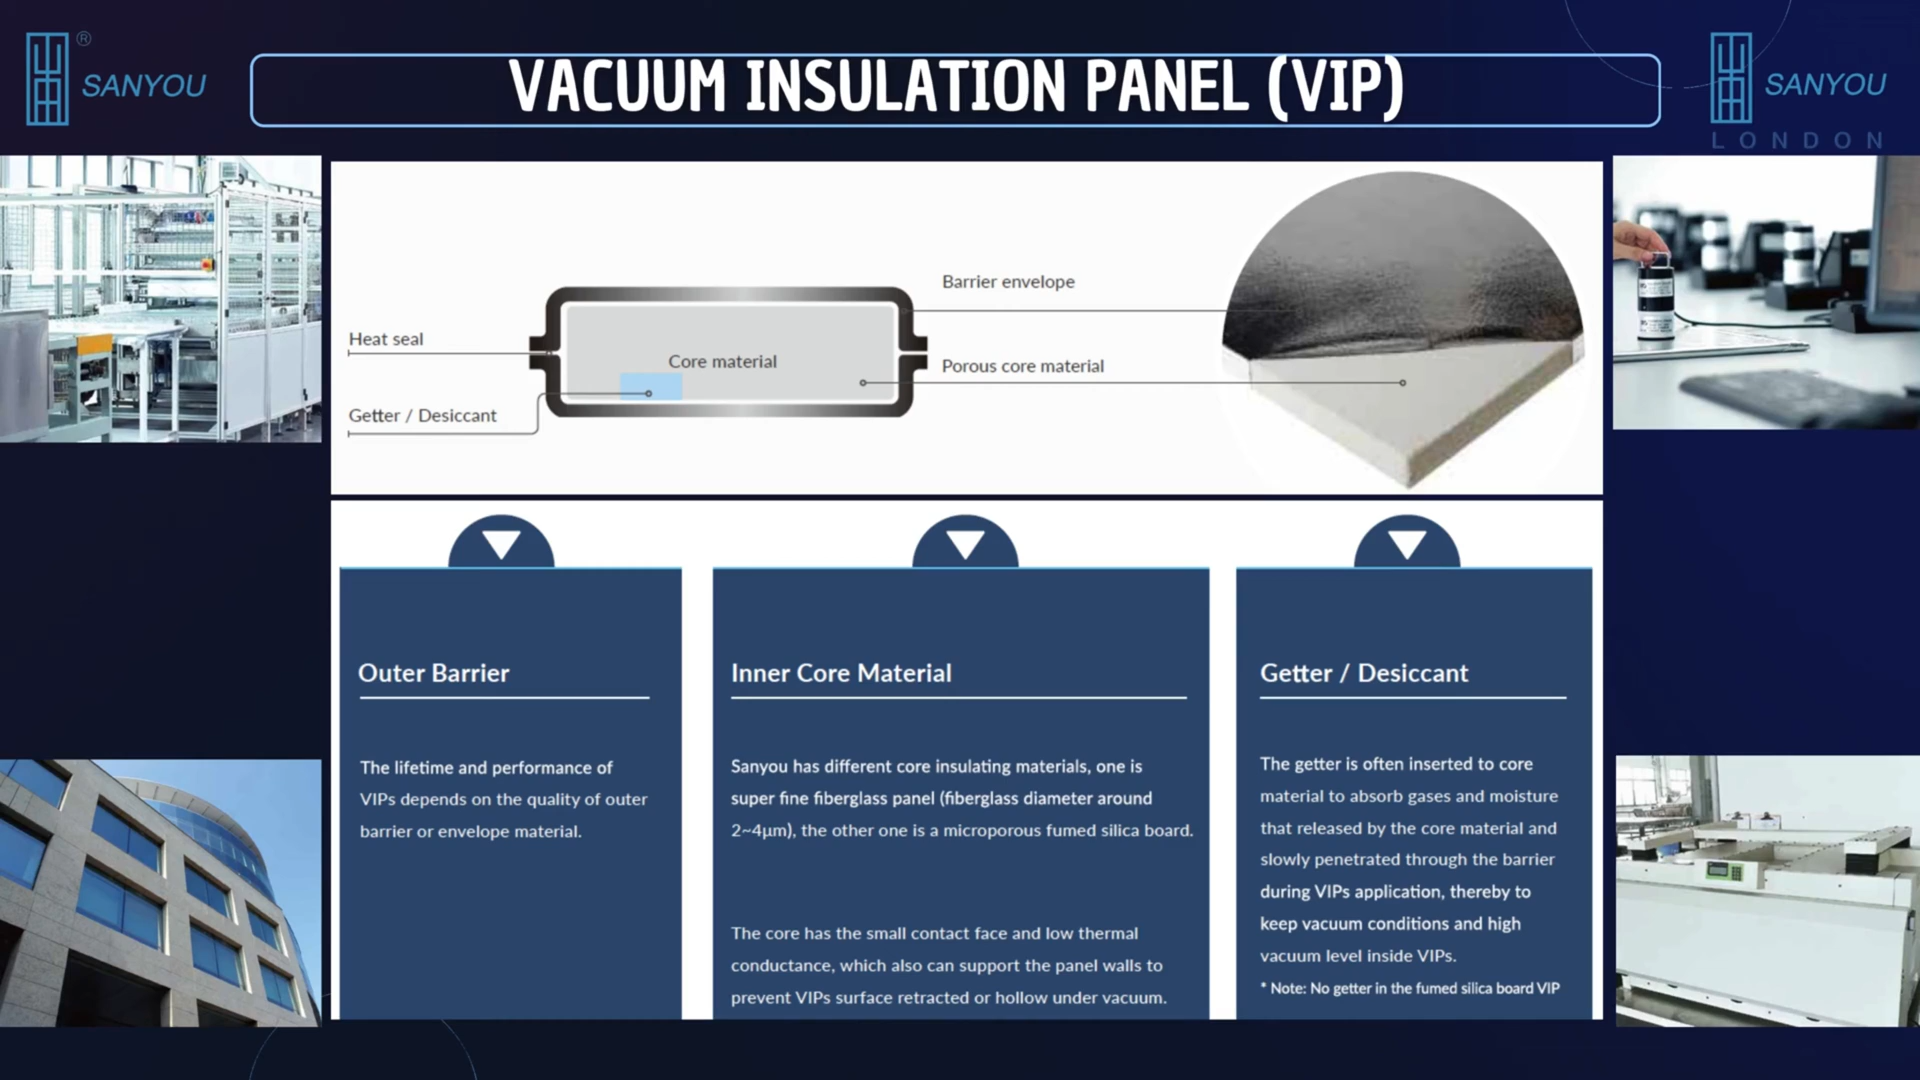 ®
SANYOU
VACUUM INSULATION PANEL (VIP)
SANYOU
LONDON
Barrier envelope
Heat seal
Core material
Porous core material
Getter / Desiccant
Outer Barrier
The lifetime and performance of
VIPs depends on the quality of outer
barrier or envelope material.
Inner Core Material
Sanyou has different core insulating materials, one is
super fine fiberglass panel (fiberglass diameter around
2~4μm), the other one is a microporous fumed silica board.
The core has the small contact face and low thermal
conductance, which also can support the panel walls to
prevent VIPs surface retracted or hollow under vacuum.
Getter / Desiccant
The getter is often inserted to core
material to absorb gases and moisture
that released by the core material and
slowly penetrated through the barrier
during VIPs application, thereby to
keep vacuum conditions and high
vacuum level inside VIPs.
* Note: No getter in the fumed silica board VIP